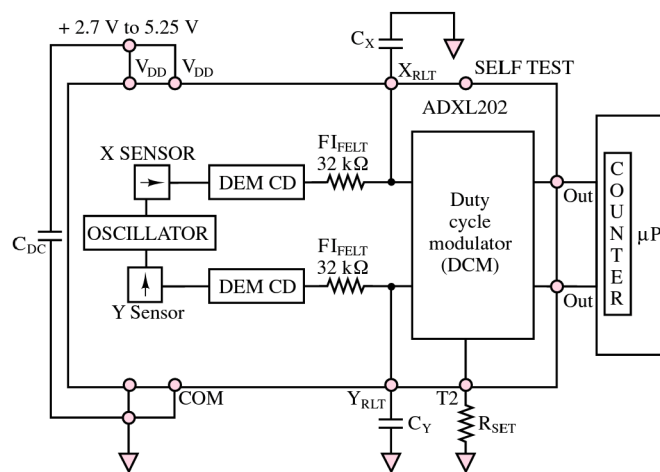 + 2.7 V to 5.25 V
C_X
V_DD
V_DD
X_RLT
SELF TEST
ADXL202
X SENSOR
FI_FELT
32 kΩ
DEM CD
Duty
cycle
modulator
(DCM)
Out
COUNTER
μP
C_DC
OSCILLATOR
FI_FELT
32 kΩ
DEM CD
Out
Y Sensor
COM
Y_RLT
T2
C_Y
R_SET